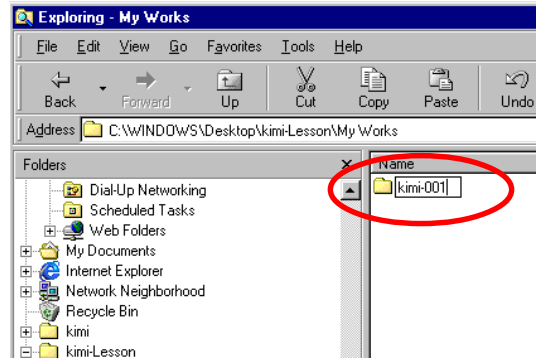 Exploring - My Works
File Edit View Go Favorites Tools Help
Back Forward Up Cut Copy Paste Undo
Address C:\WINDOWS\Desktop\kimi-Lesson\My Works
Folders x Name
kimi-001
Dial-Up Networking
Scheduled Tasks
Web Folders
My Documents
Internet Explorer
Network Neighborhood
Recycle Bin
kimi
kimi-Lesson